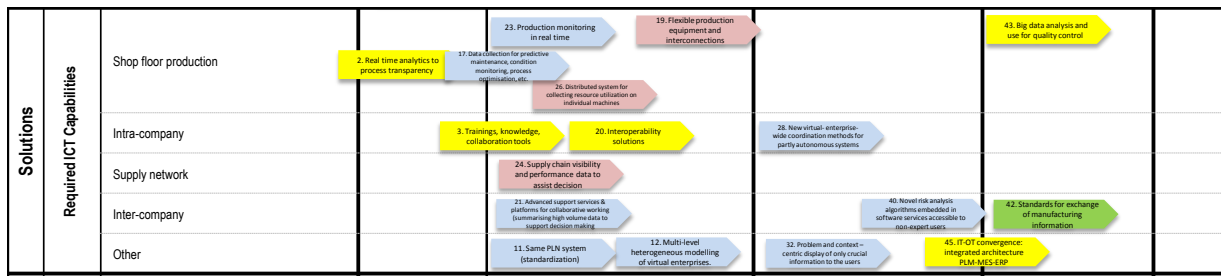 Solutions
Required ICT Capabilities
Shop floor production
23. Production monitoring
in real time
19. Flexible production
equipment and
interconnections
43. Big data analysis and
use for quality control
2. Real time analytics to
process transparency
17. Data collection for predictive
maintenance, condition
monitoring, process
optimisation, etc.
26. Distributed system for
collecting resource utilization on
individual machines
Intra-company
3. Trainings, knowledge,
collaboration tools
20. Interoperability
solutions
28. New virtual- enterprise-
wide coordination methods for
partly autonomous systems
Supply network
24. Supply chain visibility
and performance data to
assist decision
Inter-company
21. Advanced support services &
platforms for collaborative working
(summarising high volume data to
support decision making
40. Novel risk analysis
algorithms embedded in
software services accessible to
non-expert users
42. Standards for exchange
of manufacturing
information
Other
11. Same PLN system
(standardization)
12. Multi-level
heterogeneous modelling
of virtual enterprises.
32. Problem and context –
centric display of only crucial
information to the users
45. IT-OT convergence:
integrated architecture
PLM-MES-ERP